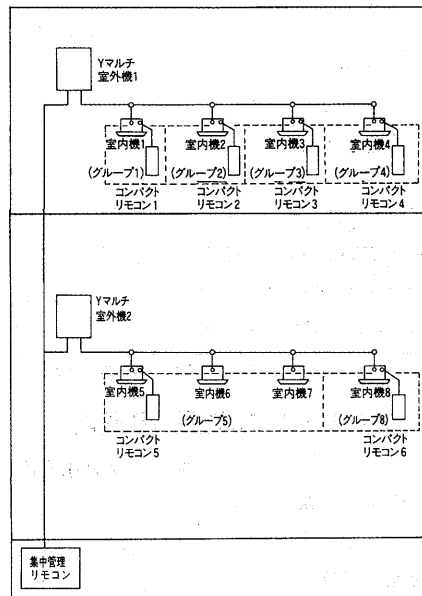 Yマルチ
室外機1
室内機1
室内機2
室内機3
室内機4
(グループ1)
(グループ2)
(グループ3)
(グループ4)
コンパクト
リモコン1
コンパクト
リモコン2
コンパクト
リモコン3
コンパクト
リモコン4
Yマルチ
室外機2
室内機5
室内機6
室内機7
室内機8
(グループ5)
(グループ8)
コンパクト
リモコン5
コンパクト
リモコン6
集中管理
リモコン